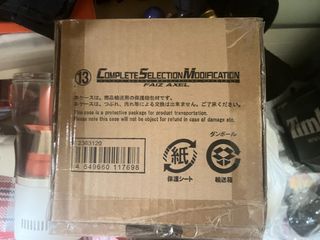 ⑬ COMPLETE SELECTION MODIFICATION
FAIZ AXEL
本ケースは、商品輸送用の保護梱包材です。
本ケースは、つぶれ、汚れ等による交換は出来ません。ご了承ください。
This case is a protective package for product transportation.
Please note this case will not be object for refund in case of damage etc.
2363120
4 549660 117698
紙
保護シート
ダンボール
輸送箱
Timb